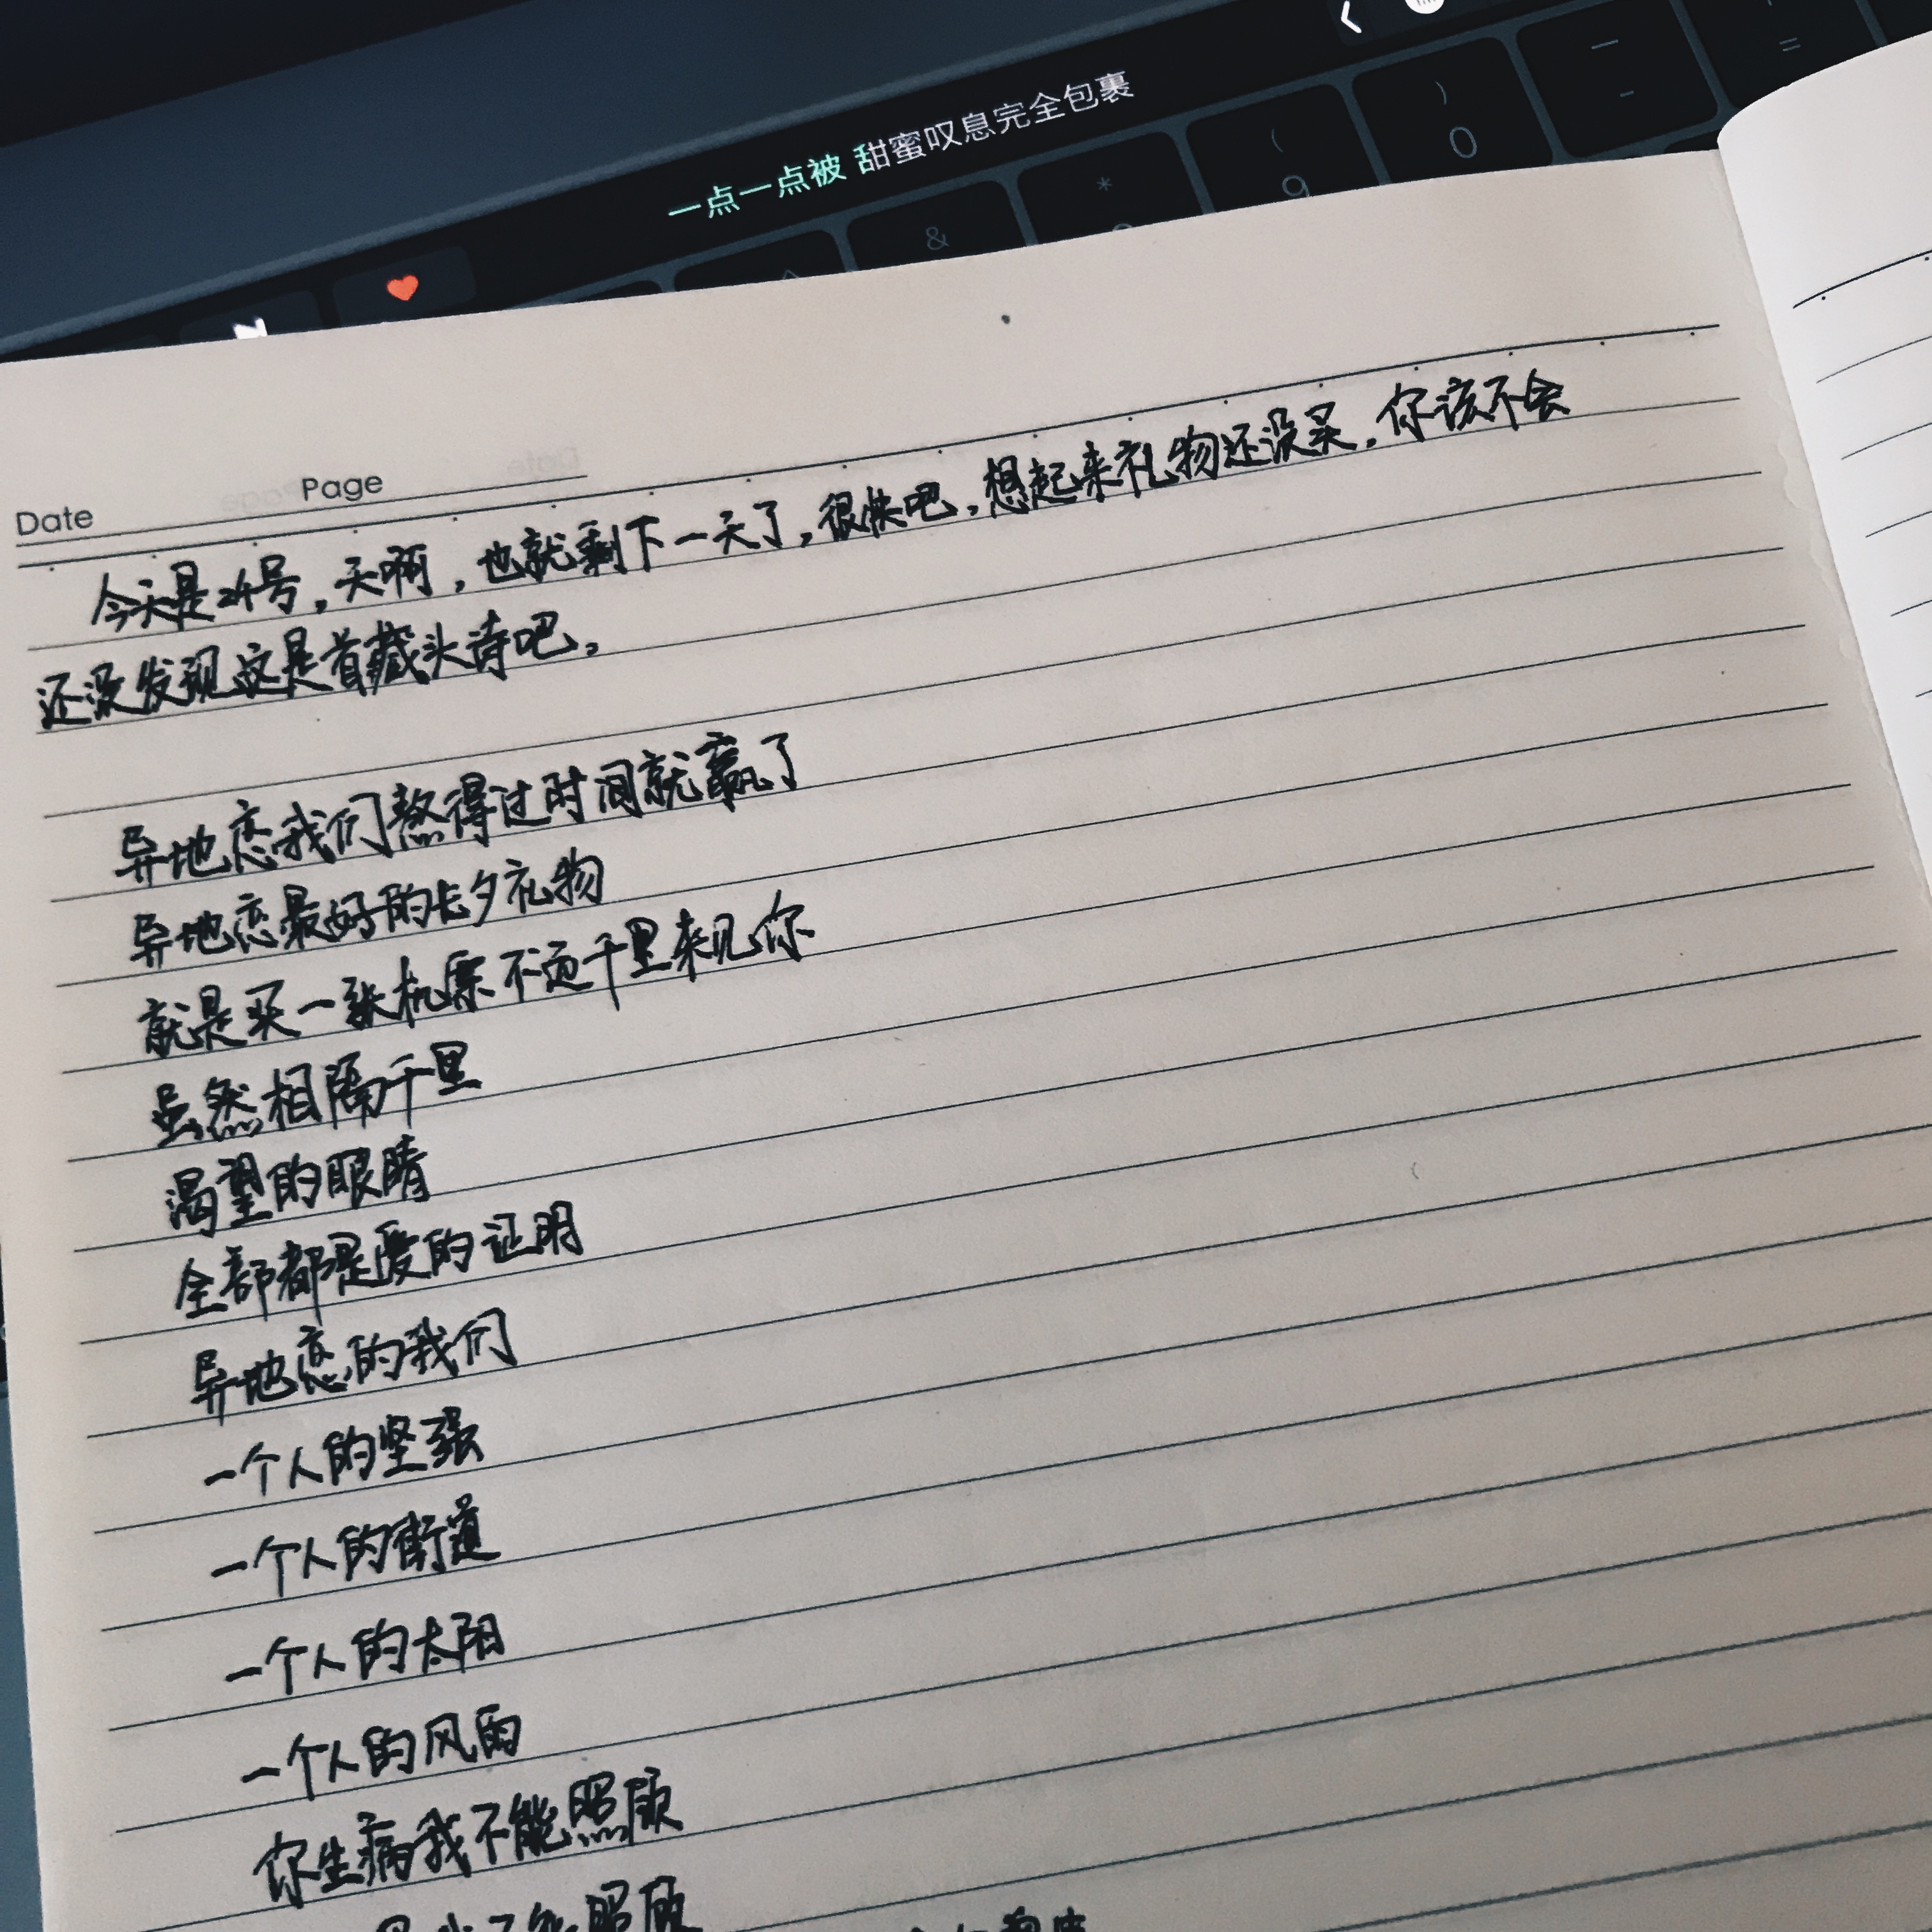 一点一点被 甜蜜叹息完全包裹
) 0
( 9
*
&
Date Page
今天是24号，天啊，也就剩下一天了，很快吧，想起来礼物还没买，你该不会
还没发现这是首藏头诗吧。
异地恋我们熬得过时间就赢了
异地恋最好的七夕礼物
就是买一张机票不远千里来见你
虽然相隔千里
渴望的眼睛
全部都是爱的证明
异地恋的我们
一个人的坚强
一个人的街道
一个人的太阳
一个人的风雨
你生病我不能照顾
我不能照顾